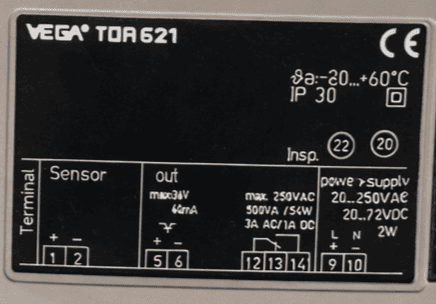 VEGA® TOR 621
CE
ϑa:-20...+60°C
IP 30
Insp. 22 20
Terminal
Sensor
+ −
1 2
out
max:36V
60mA
+ −
5 6
max. 250VAC
500VA /54W
3A AC/1A DC
12 13 14
power supply
20...250VAC
20...72VDC
2W
L N
+ −
9 10